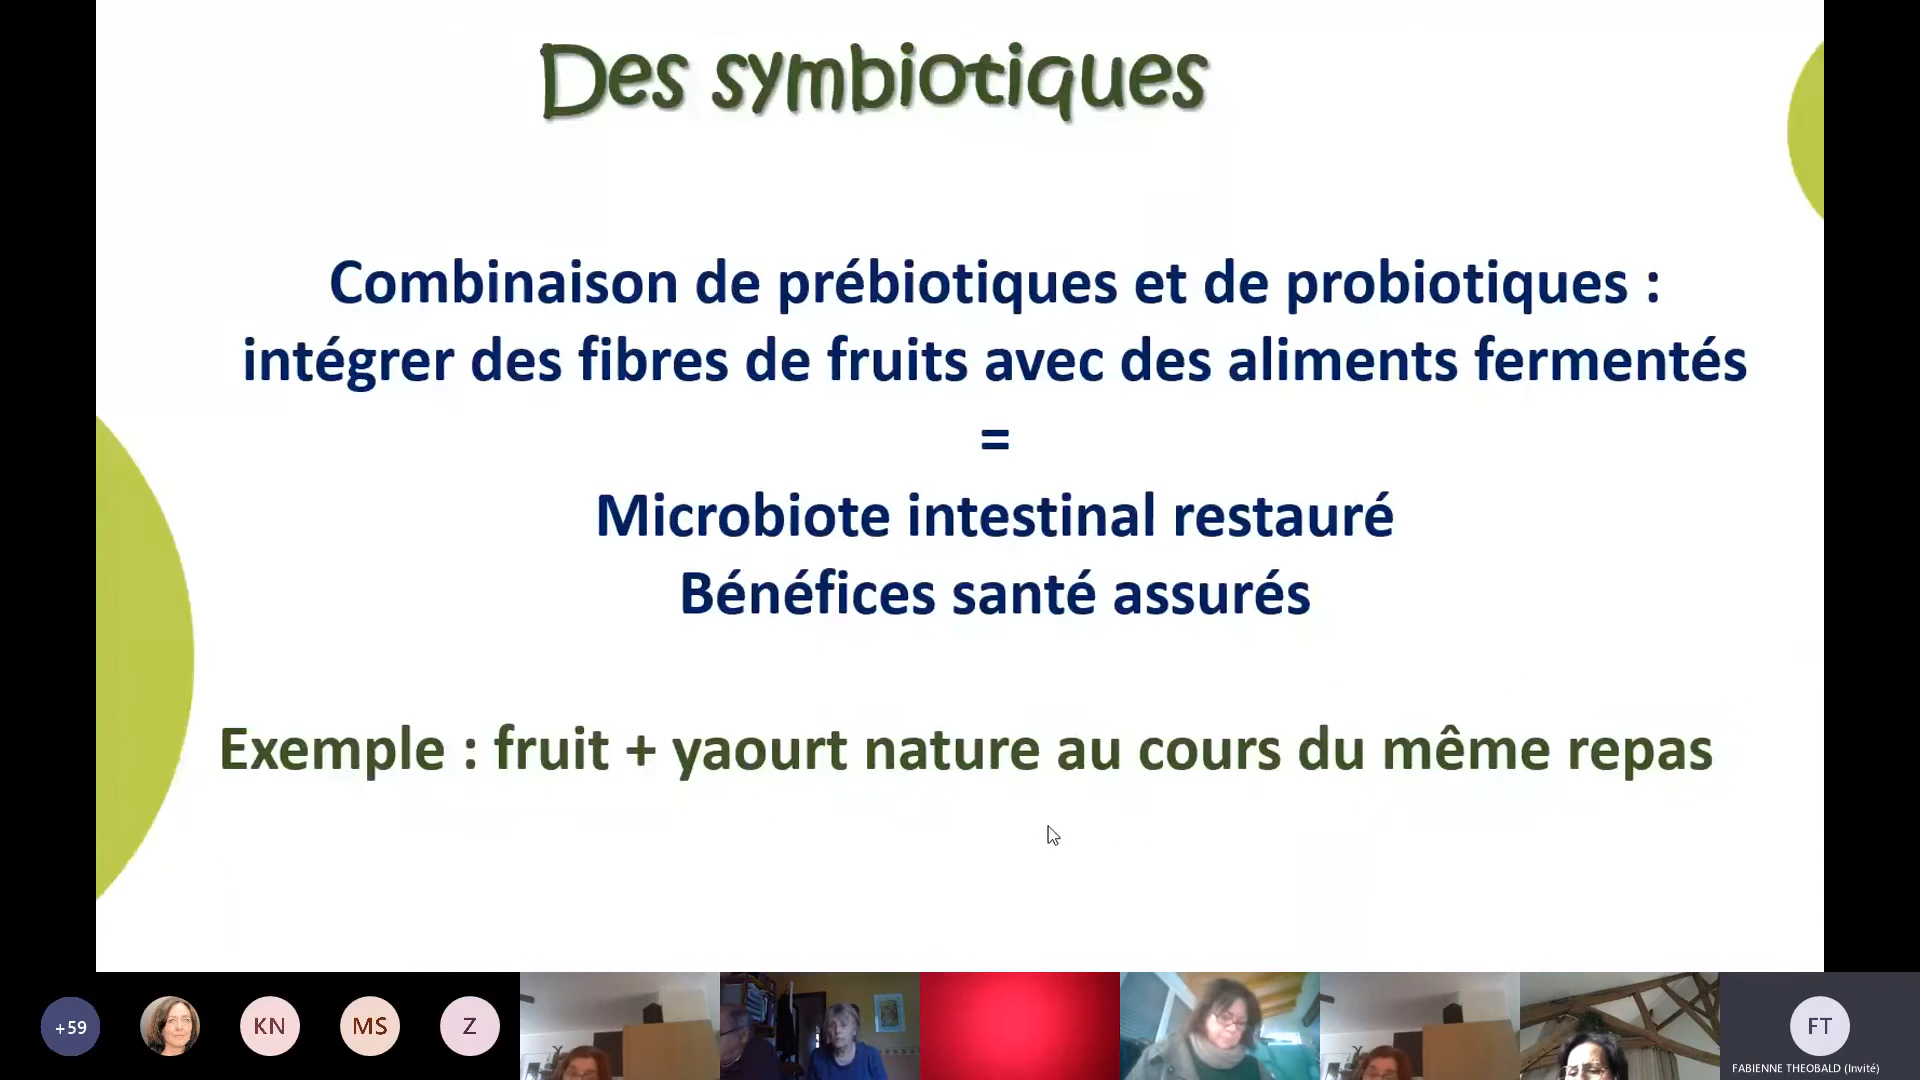 Des symbiotiques
Combinaison de prébiotiques et de probiotiques :
intégrer des fibres de fruits avec des aliments fermentés
=
Microbiote intestinal restauré
Bénéfices santé assurés
Exemple : fruit + yaourt nature au cours du même repas
+59
KN
MS
Z
FT
FABIENNE THEOBALD (Invité)